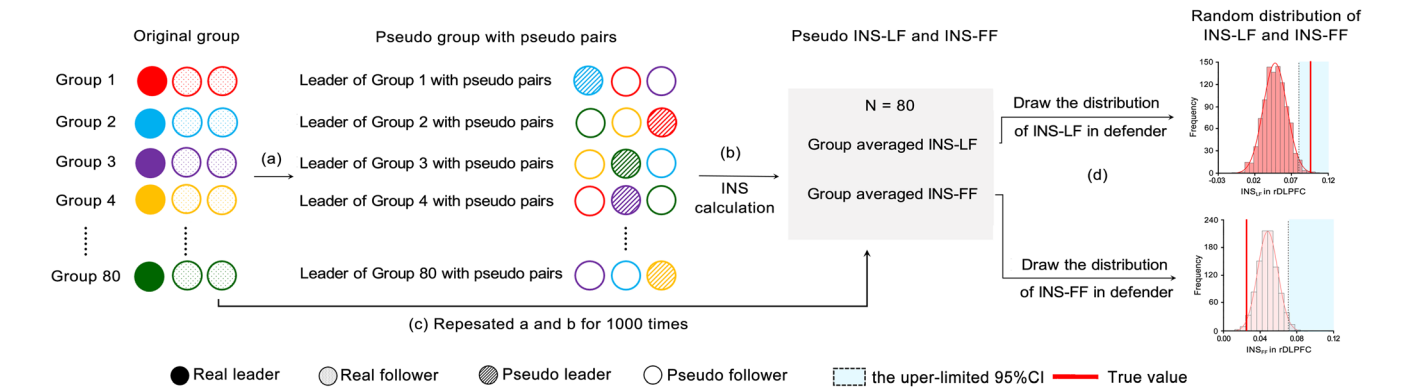 Original group
Pseudo group with pseudo pairs
Pseudo INS-LF and INS-FF
Random distribution of
INS-LF and INS-FF
Group 1
Group 2
Group 3
Group 4
Group 80
(a)
Leader of Group 1 with pseudo pairs
Leader of Group 2 with pseudo pairs
Leader of Group 3 with pseudo pairs
Leader of Group 4 with pseudo pairs
Leader of Group 80 with pseudo pairs
(b)
INS
calculation
N = 80
Group averaged INS-LF
Group averaged INS-FF
Draw the distribution
of INS-LF in defender
(d)
Draw the distribution
of INS-FF in defender
Frequency
150
120
90
60
30
0
-0.03 0.02 0.07 0.12
INS_LF in rDLPFC
Frequency
240
180
120
60
0
0.00 0.04 0.08 0.12
INS_FF in rDLPFC
(c) Repesated a and b for 1000 times
Real leader
Real follower
Pseudo leader
Pseudo follower
the uper-limited 95%CI
True value